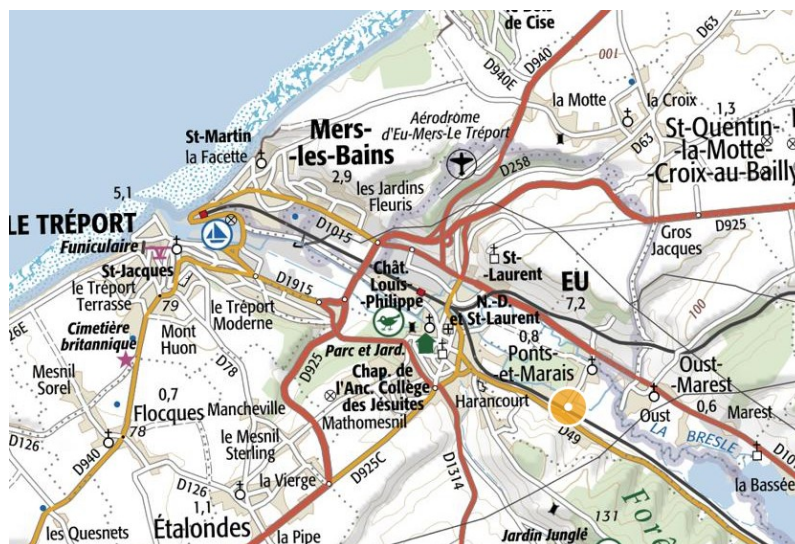 de Cise
D940
D940E
D63
100
la Motte
la Croix
1,3
St-Quentin-
-la-Motte-
-Croix-au-Bailly
D63
Aérodrome
d'Eu-Mers-Le Tréport
St-Martin
la Facette
Mers-
-les-Bains
2,9
les Jardins
Fleuris
D258
5,1
LE TRÉPORT
Funiculaire
D1015
D925
Gros
Jacques
St-Jacques
le Tréport
Terrasse
79
D1915
le Tréport
Moderne
Chât.
Louis-
-Philippe
St-
-Laurent
EU
7,2
N.-D.
et St-Laurent
100
D26E
Cimetière
britannique
Mont
Huon
D78
D925
Parc et Jard.
Chap. de
l'Anc. Collège
des Jésuites
0,8
Ponts-
-et-Marais
Oust-
-Marest
Mesnil
Sorel
0,7
Flocques
78
Mancheville
Mathomesnil
Harancourt
Oust
0,6
Marest
D126
D940
le Mesnil
Sterling
D925C
D1314
D49
LA BRESLE
D10
la Bassée
D126
la Vierge
1,1
Étalondes
les Quesnets
la Pipe
131
Jardin Junglé
Forê